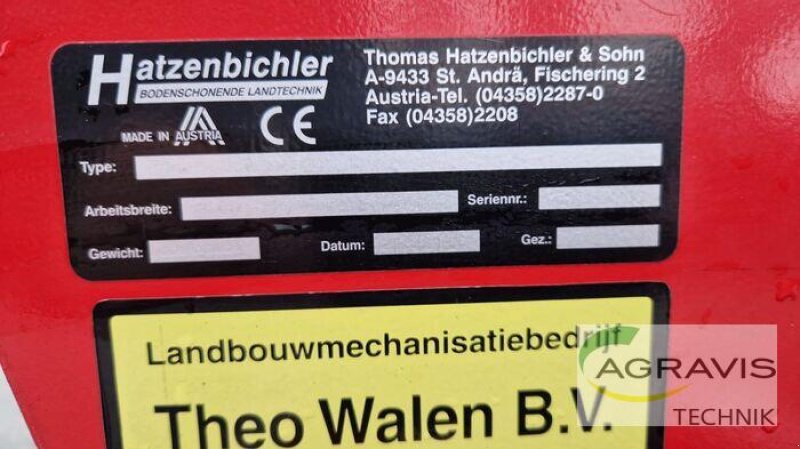 Hatzenbichler
BODENSCHONENDE LANDTECHNIK
MADE IN AUSTRIA
CE
Thomas Hatzenbichler & Sohn
A-9433 St. Andrä, Fischering 2
Austria-Tel. (04358)2287-0
Fax (04358)2208
Type:
Arbeitsbreite:
Seriennr.:
Gewicht:
Datum:
Gez.:
Landbouwmechanisatiebedrijf
Theo Walen B.V.
AGRAVIS
TECHNIK